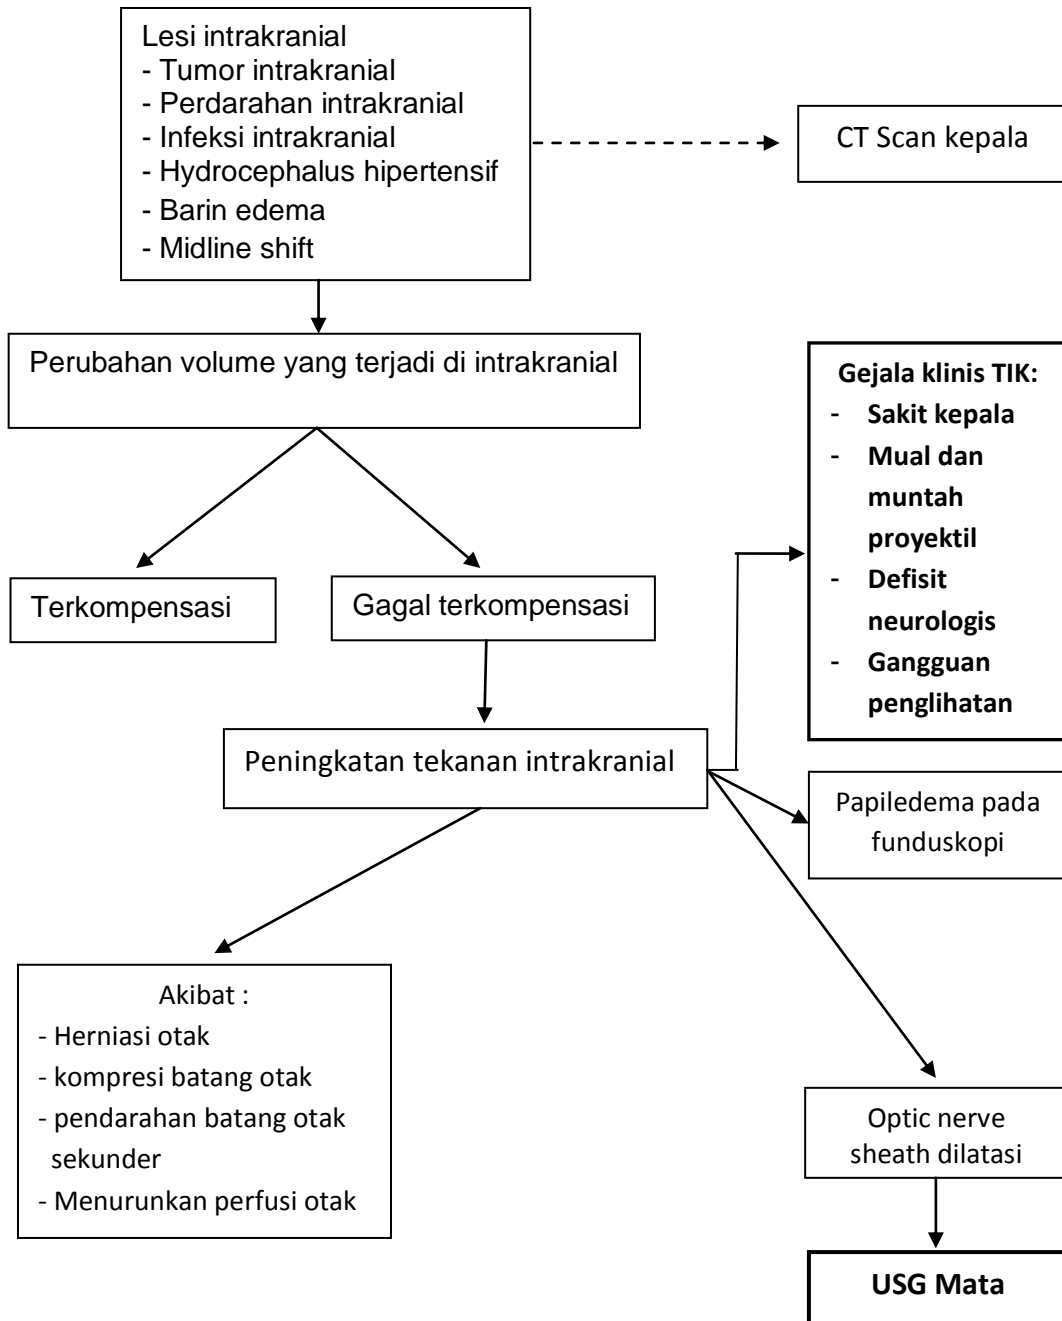 Lesi intrakranial
- Tumor intrakranial
- Perdarahan intrakranial
- Infeksi intrakranial
- Hydrocephalus hipertensif
- Barin edema
- Midline shift
CT Scan kepala
Perubahan volume yang terjadi di intrakranial
Gejala klinis TIK:
- Sakit kepala
- Mual dan
muntah
proyektil
- Defisit
neurologis
- Gangguan
penglihatan
Terkompensasi
Gagal terkompensasi
Peningkatan tekanan intrakranial
Papiledema pada
funduskopi
Akibat :
- Herniasi otak
- kompresi batang otak
- pendarahan batang otak
sekunder
- Menurunkan perfusi otak
Optic nerve
sheath dilatasi
USG Mata